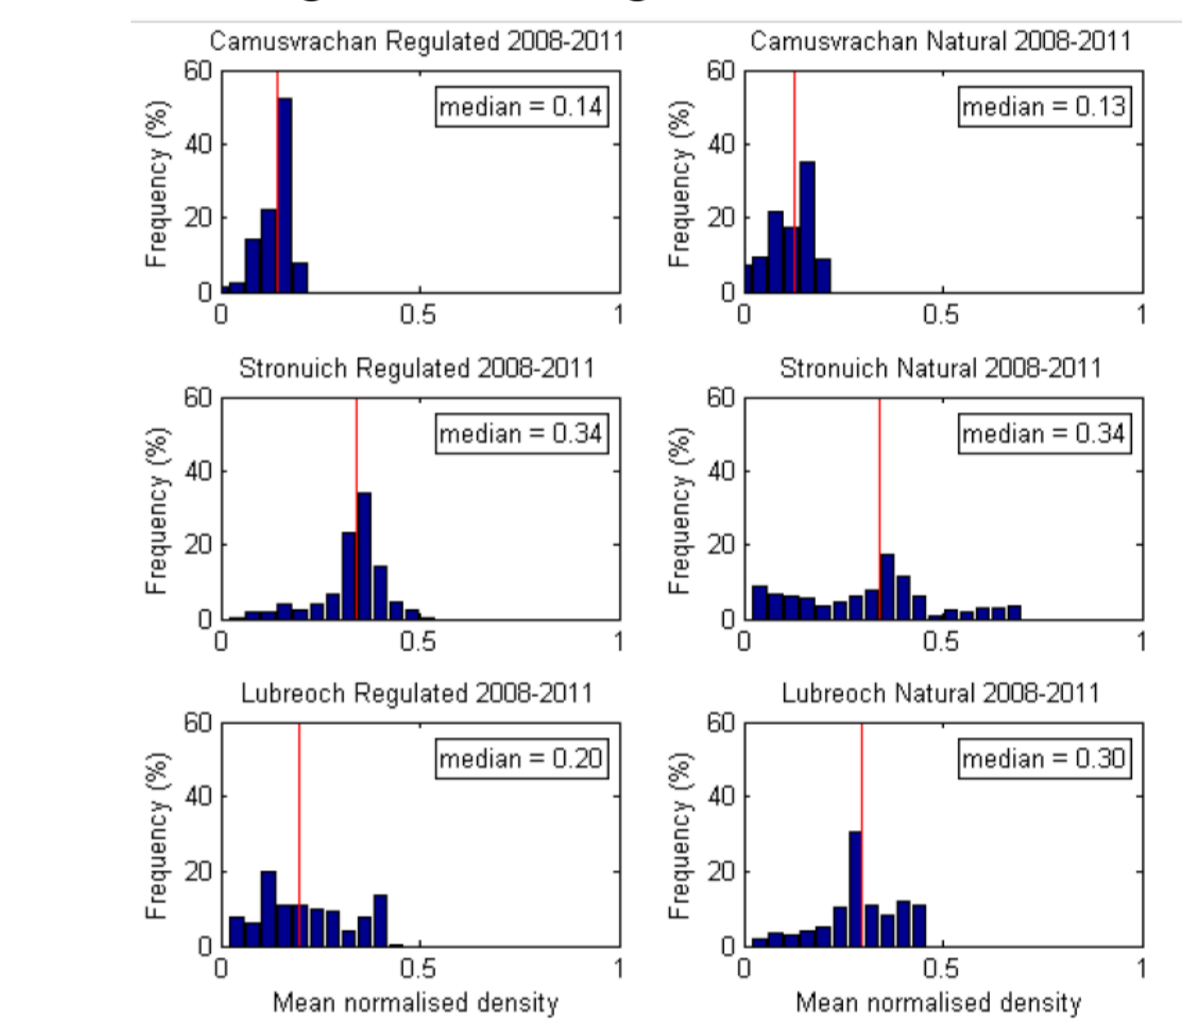 Camusvrachan Regulated 2008-2011
60
40
20
0
Frequency (%)
median = 0.14
0 0.5 1
Camusvrachan Natural 2008-2011
60
40
20
0
Frequency (%)
median = 0.13
0 0.5 1
Stronuich Regulated 2008-2011
60
40
20
0
Frequency (%)
median = 0.34
0 0.5 1
Stronuich Natural 2008-2011
60
40
20
0
Frequency (%)
median = 0.34
0 0.5 1
Lubreoch Regulated 2008-2011
60
40
20
0
Frequency (%)
median = 0.20
0 0.5 1
Mean normalised density
Lubreoch Natural 2008-2011
60
40
20
0
Frequency (%)
median = 0.30
0 0.5 1
Mean normalised density